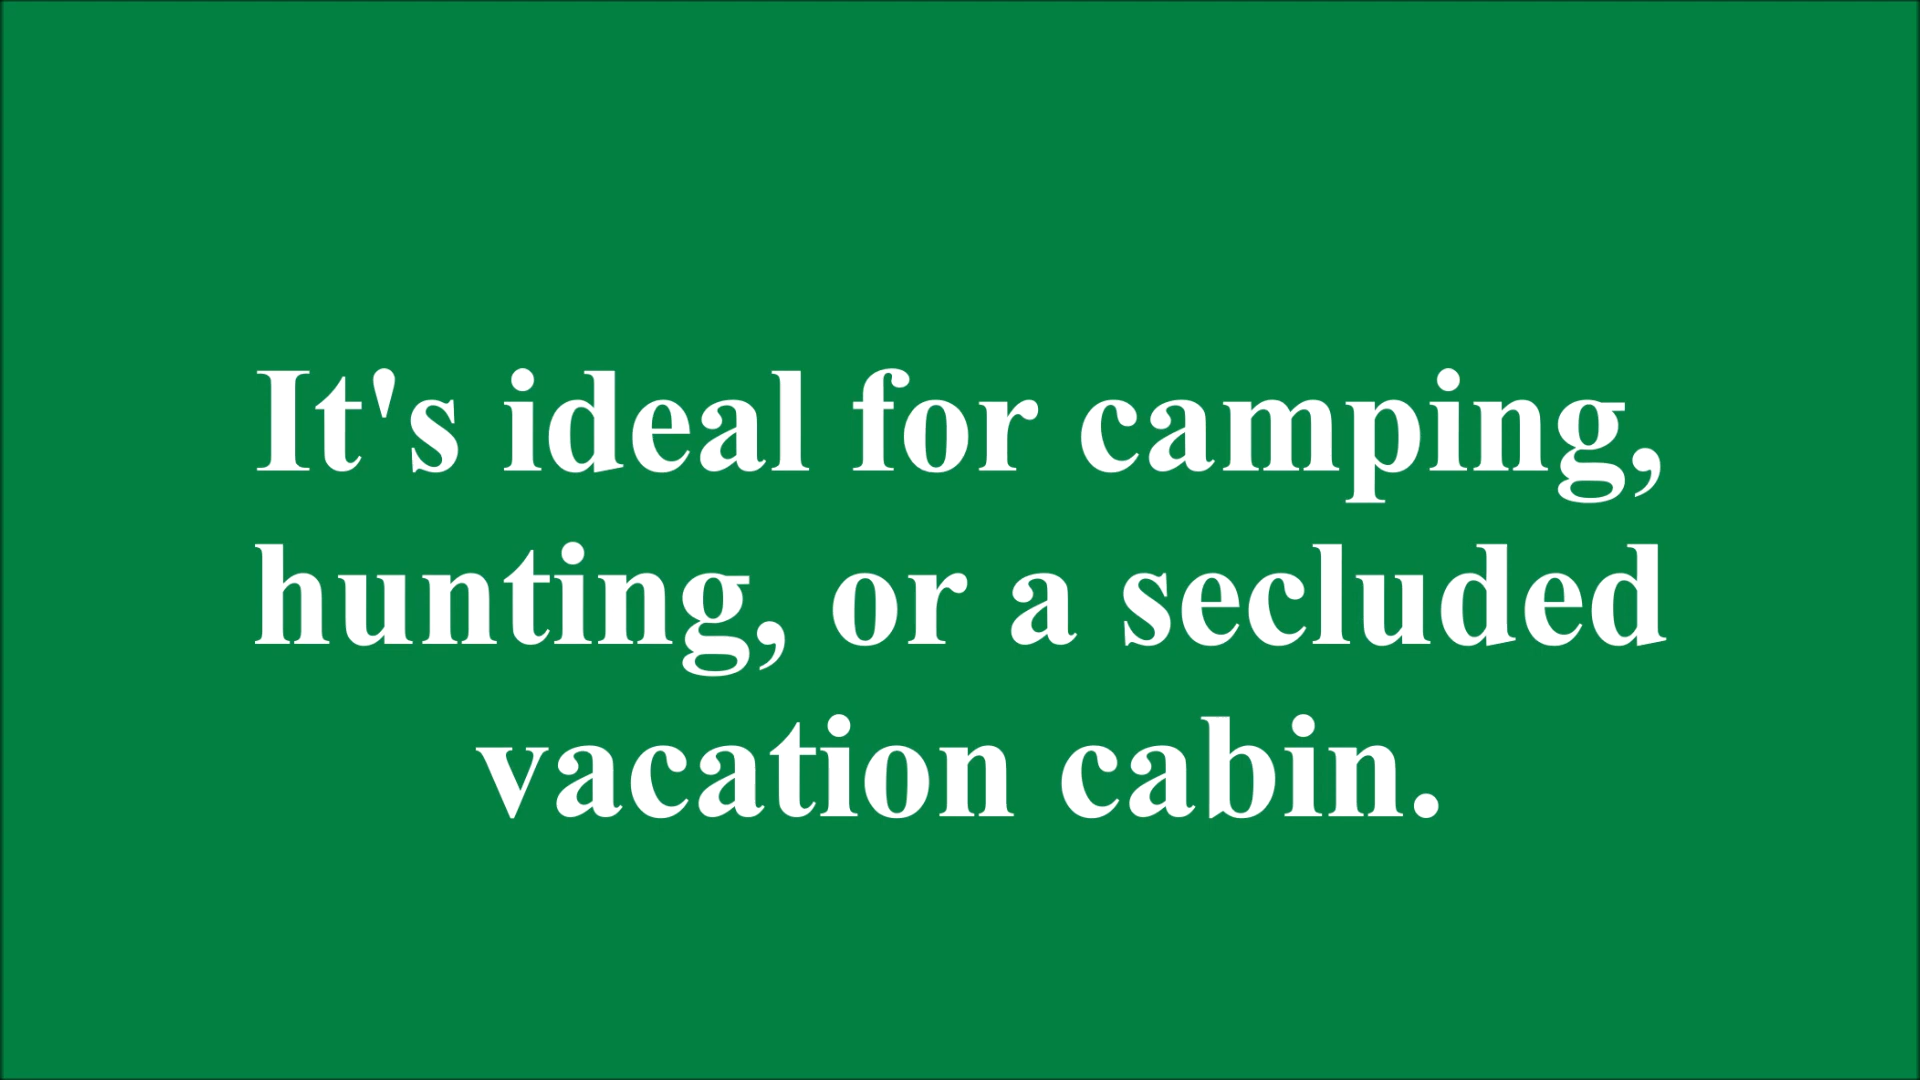 It's ideal for camping,
hunting, or a secluded
vacation cabin.